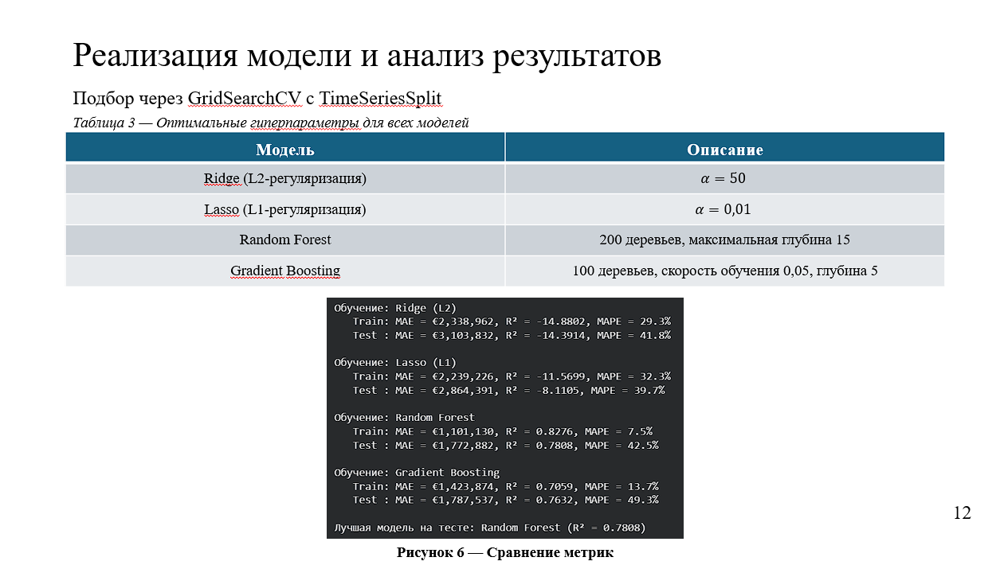 Реализация модели и анализ результатов
Подбор через GridSearchCV с TimeSeriesSplit
Таблица 3 — Оптимальные гиперпараметры для всех моделей
Модель Описание
Ridge (L2-регуляризация) α = 50
Lasso (L1-регуляризация) α = 0,01
Random Forest 200 деревьев, максимальная глубина 15
Gradient Boosting 100 деревьев, скорость обучения 0,05, глубина 5
Обучение: Ridge (L2)
Train: MAE = €2,338,962, R² = -14.8802, MAPE = 29.3%
Test : MAE = €3,103,832, R² = -14.3914, MAPE = 41.8%
Обучение: Lasso (L1)
Train: MAE = €2,239,226, R² = -11.5699, MAPE = 32.3%
Test : MAE = €2,864,391, R² = -8.1105, MAPE = 39.7%
Обучение: Random Forest
Train: MAE = €1,101,130, R² = 0.8276, MAPE = 7.5%
Test : MAE = €1,772,882, R² = 0.7808, MAPE = 42.5%
Обучение: Gradient Boosting
Train: MAE = €1,423,874, R² = 0.7059, MAPE = 13.7%
Test : MAE = €1,787,537, R² = 0.7632, MAPE = 49.3%
Лучшая модель на тесте: Random Forest (R² = 0.7808)
12
Рисунок 6 — Сравнение метрик